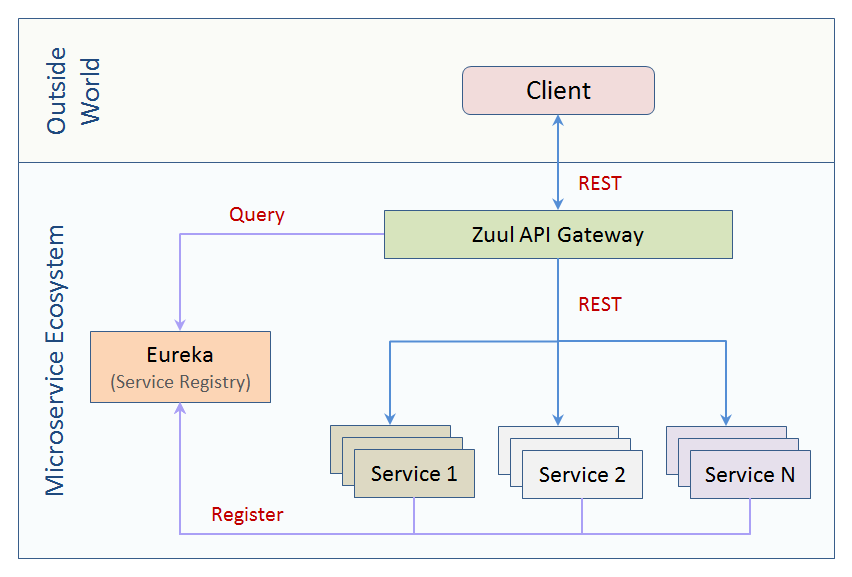 Outside
World
Client
REST
Query
Zuul API Gateway
REST
Microservice Ecosystem
Eureka
(Service Registry)
Service 1
Service 2
Service N
Register